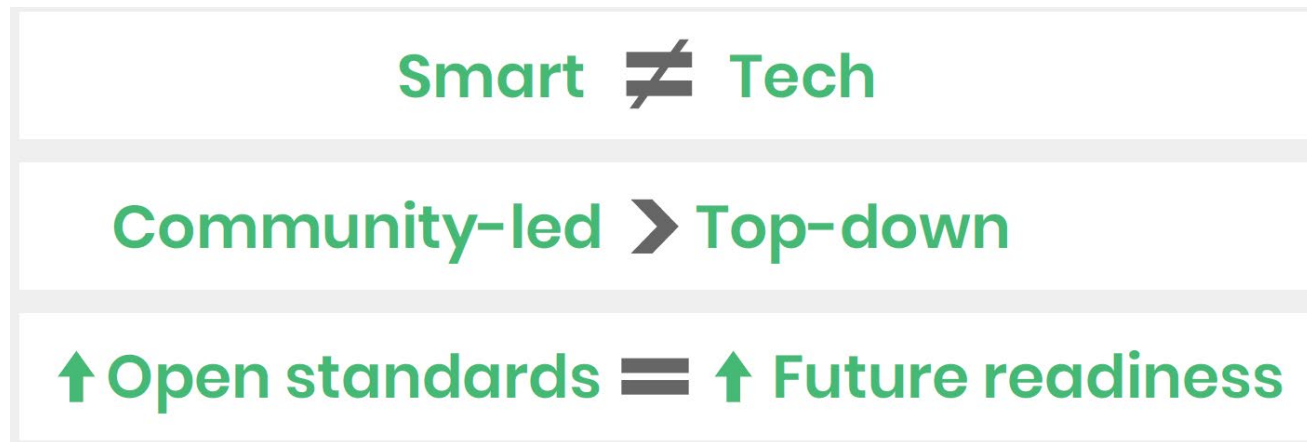 Smart ≠ Tech
Community-led > Top-down
↑ Open standards = ↑ Future readiness